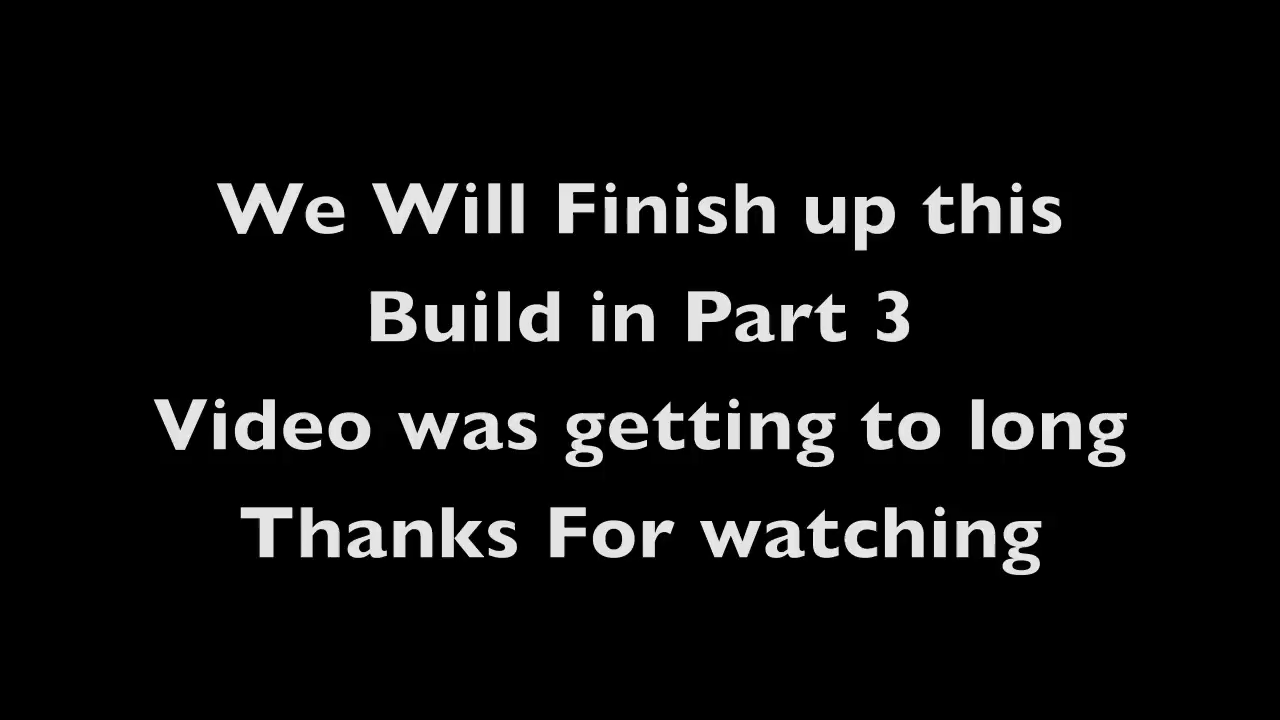 We Will Finish up this
Build in Part 3
Video was getting to long
Thanks For watching